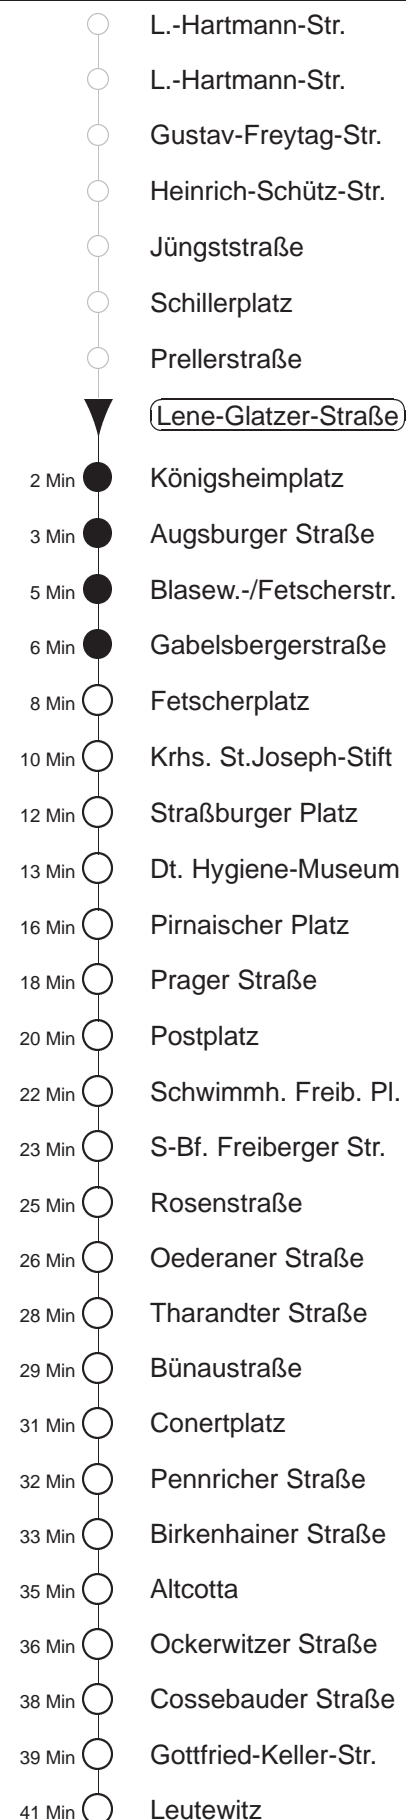 L.-Hartmann-Str.
L.-Hartmann-Str.
Gustav-Freytag-Str.
Heinrich-Schütz-Str.
Jüngststraße
Schillerplatz
Prellerstraße
Lene-Glatzer-Straße
2 Min Königsheimplatz
3 Min Augsburger Straße
5 Min Blasew.-/Fetscherstr.
6 Min Gabelsbergerstraße
8 Min Fetscherplatz
10 Min Krhs. St.Joseph-Stift
12 Min Straßburger Platz
13 Min Dt. Hygiene-Museum
16 Min Pirnaischer Platz
18 Min Prager Straße
20 Min Postplatz
22 Min Schwimmh. Freib. Pl.
23 Min S-Bf. Freiberger Str.
25 Min Rosenstraße
26 Min Oederaner Straße
28 Min Tharandter Straße
29 Min Bünaustraße
31 Min Conertplatz
32 Min Pennricher Straße
33 Min Birkenhainer Straße
35 Min Altcotta
36 Min Ockerwitzer Straße
38 Min Cossebauder Straße
39 Min Gottfried-Keller-Str.
41 Min Leutewitz